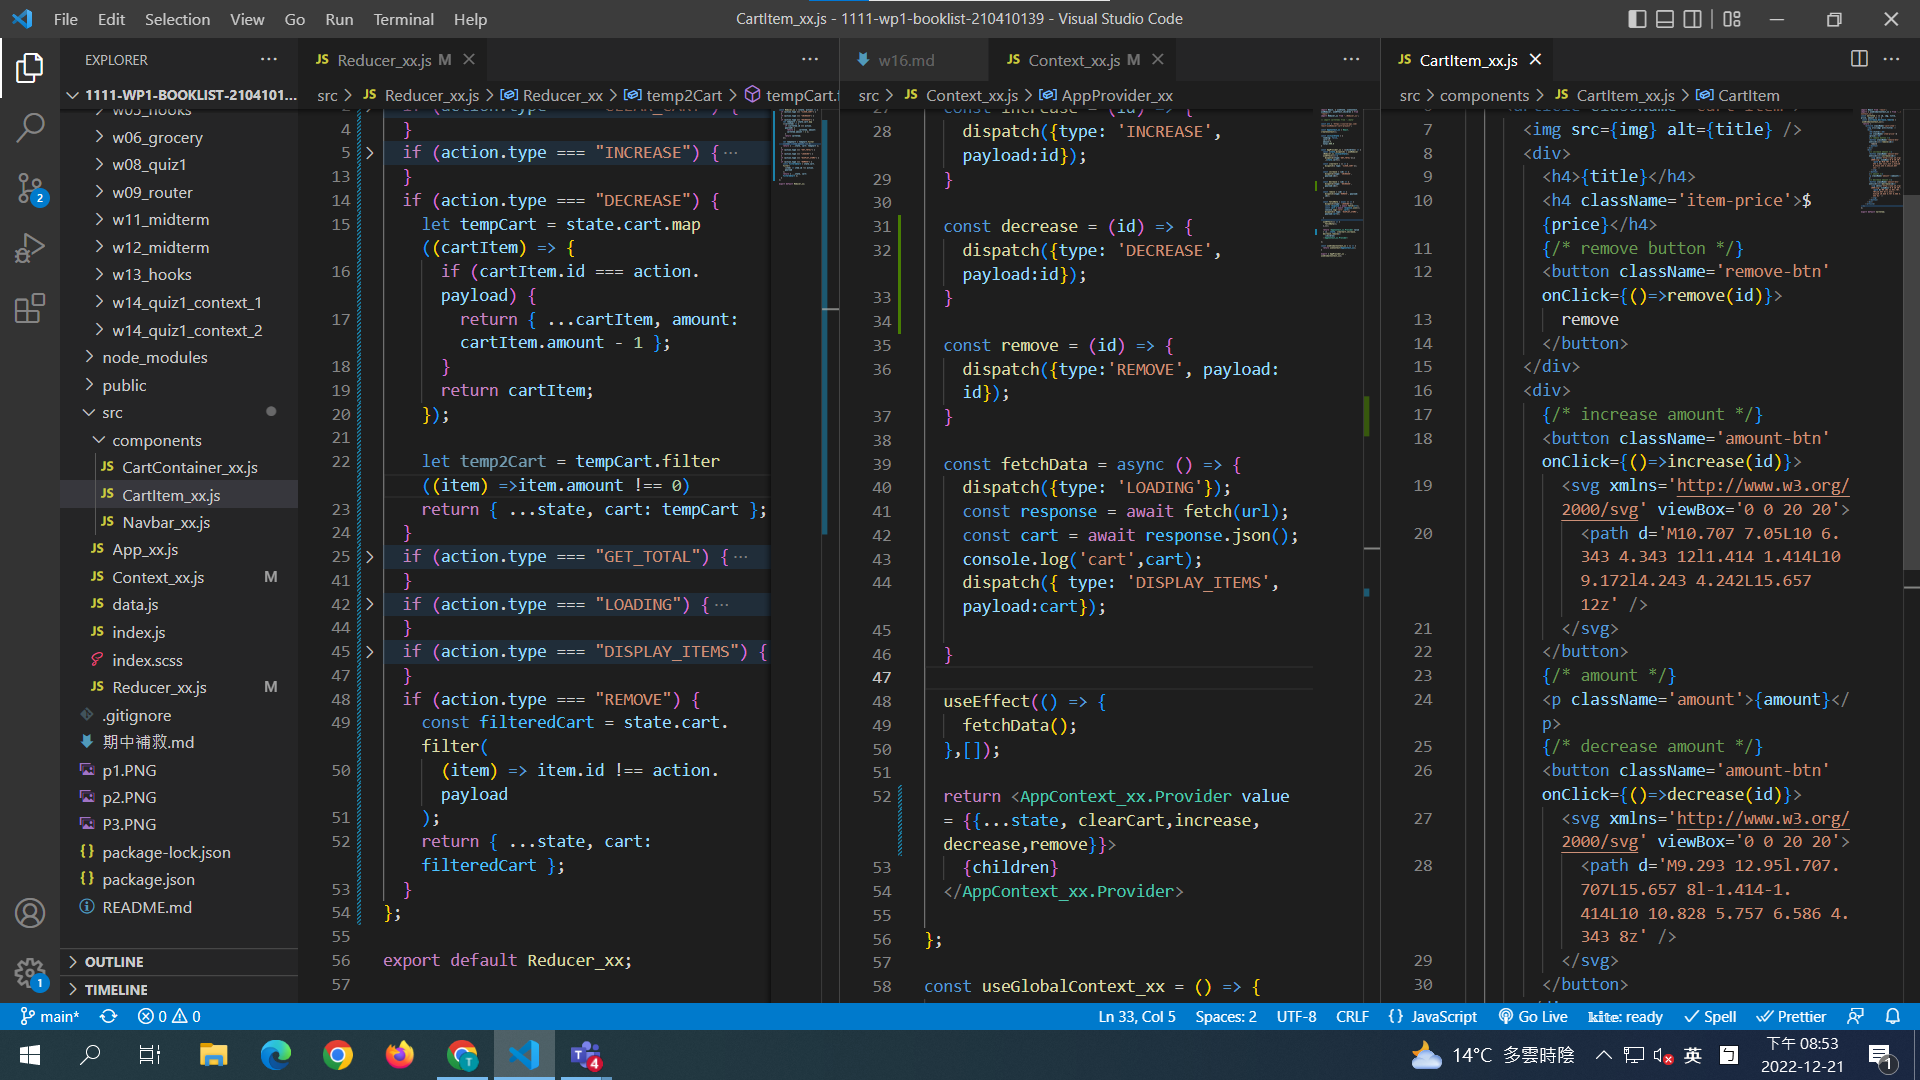 File Edit Selection View Go Run Terminal Help
CartItem_xx.js - 1111-wp1-booklist-210410139 - Visual Studio Code
EXPLORER
1111-WP1-BOOKLIST-2104101...
w05_hooks
w06_grocery
w08_quiz1
w09_router
w11_midterm
w12_midterm
w13_hooks
w14_quiz1_context_1
w14_quiz1_context_2
node_modules
public
src
components
JS CartContainer_xx.js
JS CartItem_xx.js
JS Navbar_xx.js
JS App_xx.js
JS Context_xx.js M
JS data.js
JS index.js
index.scss
JS Reducer_xx.js M
.gitignore
期中補救.md
p1.PNG
p2.PNG
P3.PNG
{} package-lock.json
{} package.json
README.md
OUTLINE
TIMELINE
2
1
JS Reducer_xx.js M
src > JS Reducer_xx.js > Reducer_xx > temp2Cart > tempCart.
4 }
5 if (action.type === "INCREASE") {···
13 }
14 if (action.type === "DECREASE") {
15 let tempCart = state.cart.map
((cartItem) => {
16 if (cartItem.id === action.
payload) {
17 return { ...cartItem, amount:
cartItem.amount - 1 };
18 }
19 return cartItem;
20 });
21
22 let temp2Cart = tempCart.filter
((item) =>item.amount !== 0)
23 return { ...state, cart: tempCart };
24 }
25 if (action.type === "GET_TOTAL") {···
41 }
42 if (action.type === "LOADING") {···
44 }
45 if (action.type === "DISPLAY_ITEMS") {
47 }
48 if (action.type === "REMOVE") {
49 const filteredCart = state.cart.
filter(
50 (item) => item.id !== action.
payload
51 );
52 return { ...state, cart:
filteredCart };
53 }
54 };
55
56 export default Reducer_xx;
57
w16.md
JS Context_xx.js M
src > JS Context_xx.js > AppProvider_xx
27 const increase = (id) => {
28 dispatch({type: 'INCREASE',
payload:id});
29 }
30
31 const decrease = (id) => {
32 dispatch({type: 'DECREASE',
payload:id});
33 }
34
35 const remove = (id) => {
36 dispatch({type:'REMOVE', payload:
id});
37 }
38
39 const fetchData = async () => {
40 dispatch({type: 'LOADING'});
41 const response = await fetch(url);
42 const cart = await response.json();
43 console.log('cart',cart);
44 dispatch({ type: 'DISPLAY_ITEMS',
payload:cart});
45
46 }
47
48 useEffect(() => {
49 fetchData();
50 },[]);
51
52 return <AppContext_xx.Provider value
= {{...state, clearCart,increase,
decrease,remove}}>
53 {children}
54 </AppContext_xx.Provider>
55
56 };
57
58 const useGlobalContext_xx = () => {
JS CartItem_xx.js
src > components > JS CartItem_xx.js > CartItem
7 <img src={img} alt={title} />
8 <div>
9 <h4>{title}</h4>
10 <h4 className='item-price'>$
{price}</h4>
11 {/* remove button */}
12 <button className='remove-btn'
onClick={()=>remove(id)}>
13 remove
14 </button>
15 </div>
16 <div>
17 {/* increase amount */}
18 <button className='amount-btn'
onClick={()=>increase(id)}>
19 <svg xmlns='http://www.w3.org/
2000/svg' viewBox='0 0 20 20'>
20 <path d='M10.707 7.05L10 6.
343 4.343 12l1.414 1.414L10
9.172l4.243 4.242L15.657
12z' />
21 </svg>
22 </button>
23 {/* amount */}
24 <p className='amount'>{amount}</
p>
25 {/* decrease amount */}
26 <button className='amount-btn'
onClick={()=>decrease(id)}>
27 <svg xmlns='http://www.w3.org/
2000/svg' viewBox='0 0 20 20'>
28 <path d='M9.293 12.95l.707.
707L15.657 8l-1.414-1.
414L10 10.828 5.757 6.586 4.
343 8z' />
29 </svg>
30 </button>
main* 0 0 Ln 33, Col 5 Spaces: 2 UTF-8 CRLF {} JavaScript Go Live kite: ready Spell Prettier
4
14°C 多雲時陰 英 下午 08:53
2022-12-21
1